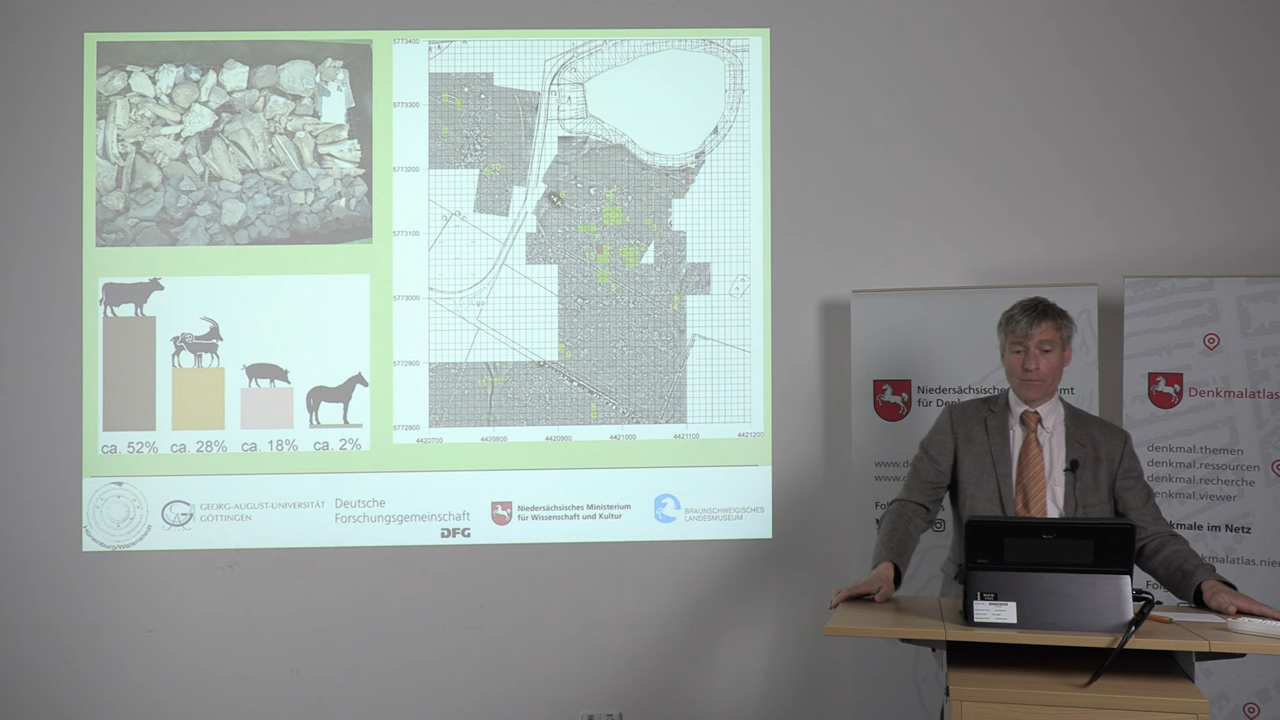 5773400
5773300
5773200
5773100
5773000
5772900
5772800
4420700
4420800
4420900
4421000
4421100
4421200
ca. 52%
ca. 28%
ca. 18%
ca. 2%
GEORG-AUGUST-UNIVERSITÄT
GÖTTINGEN
Deutsche
Forschungsgemeinschaft
DFG
Niedersächsisches Ministerium
für Wissenschaft und Kultur
BRAUNSCHWEIGISCHES
LANDESMUSEUM
Niedersächsisches
für
www.
www.
Denkmalatlas
denkmal.themen
denkmal.ressourcen
denkmal.recherche
denkmal.viewer
im Netz